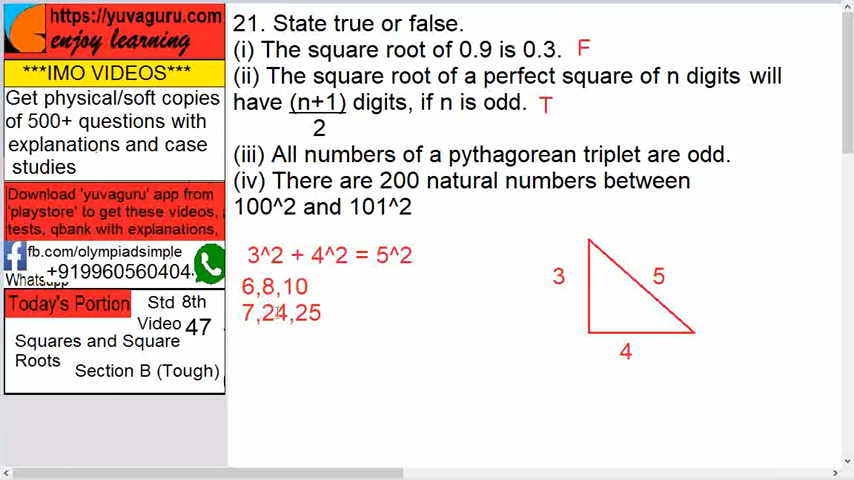 https://yuvaguru.com
enjoy learning
***IMO VIDEOS***
Get physical/soft copies
of 500+ questions with
explanations and case
studies
Download 'yuvaguru' app from
'playstore' to get these videos,
tests, qbank with explanations,
fb.com/olympiadsimple
Whatsapp
+919960560404
Today's Portion
Std 8th
Video 47
Squares and Square
Roots
Section B (Tough)
21. State true or false.
(i) The square root of 0.9 is 0.3. F
(ii) The square root of a perfect square of n digits will
have (n+1) digits, if n is odd. T
2
(iii) All numbers of a pythagorean triplet are odd.
(iv) There are 200 natural numbers between
100^2 and 101^2
3^2 + 4^2 = 5^2
6,8,10
7,24,25
3
5
4